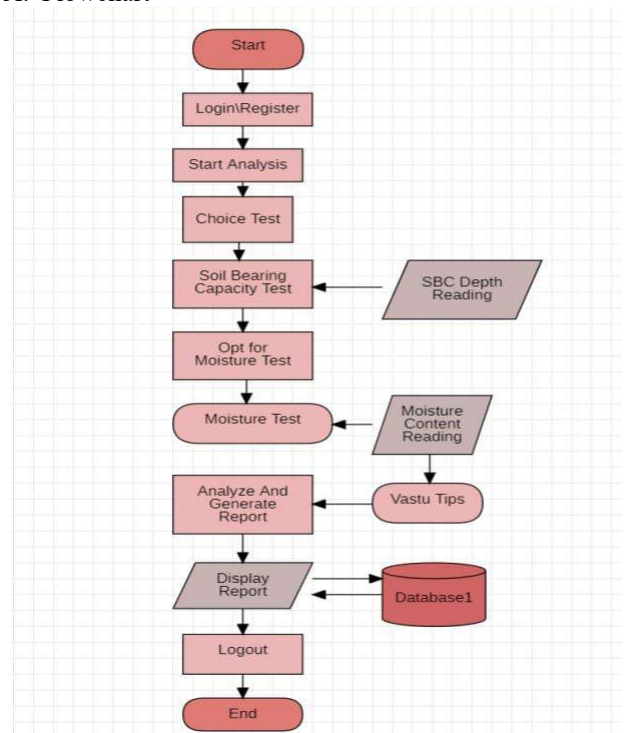 Start
Login\Register
Start Analysis
Choice Test
Soil Bearing
Capacity Test
SBC Depth
Reading
Opt for
Moisture Test
Moisture Test
Moisture
Content
Reading
Analyze And
Generate
Report
Vastu Tips
Display
Report
Database1
Logout
End